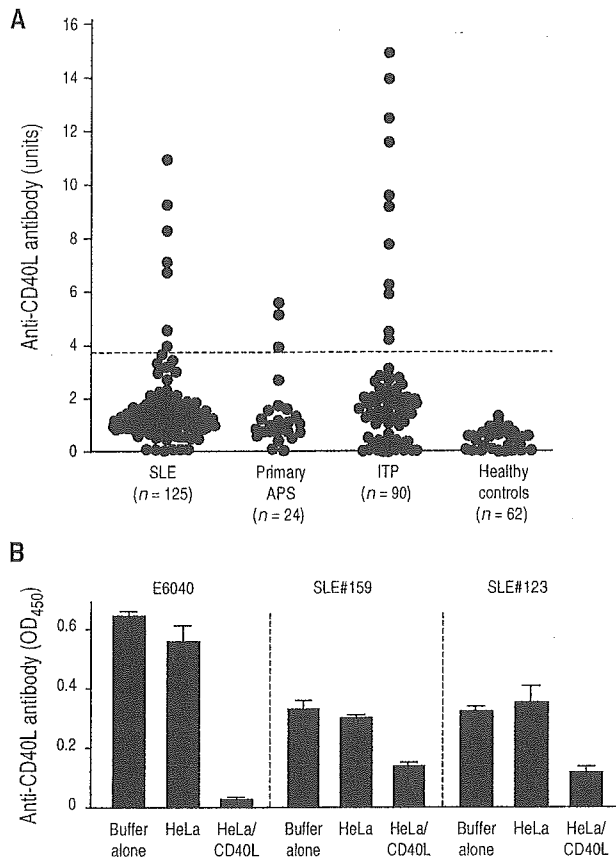 A
Anti-CD40L antibody (units)
16
14
12
10
8
6
4
2
0
SLE
(n = 125)
Primary
APS
(n = 24)
ITP
(n = 90)
Healthy
controls
(n = 62)
B
Anti-CD40L antibody (OD450)
E6040 SLE#159 SLE#123
0.6
0.4
0.2
0
Buffer
alone
HeLa
HeLa/
CD40L
Buffer
alone
HeLa
HeLa/
CD40L
Buffer
alone
HeLa
HeLa/
CD40L